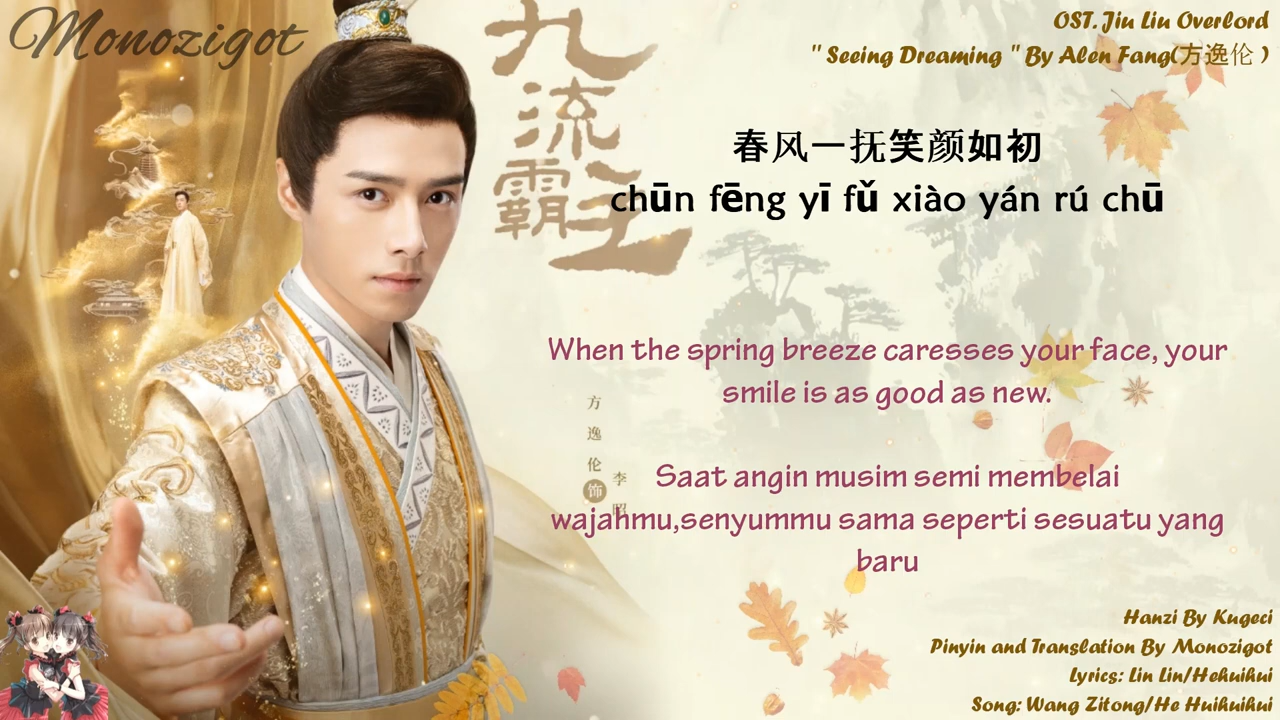 Monozigot
OST. Jiu Liu Overlord
" Seeing Dreaming " By Alen Fang(方逸伦 )
九流霸主
春风一抚笑颜如初
chūn fēng yī fǔ xiào yán rú chū
When the spring breeze caresses your face, your
smile is as good as new.
方逸伦 饰
李
Saat angin musim semi membelai
wajahmu,senyummu sama seperti sesuatu yang
baru
Hanzi By Kugeci
Pinyin and Translation By Monozigot
Lyrics: Lin Lin/Hehuihui
Song: Wang Zitong/He Huihuihui